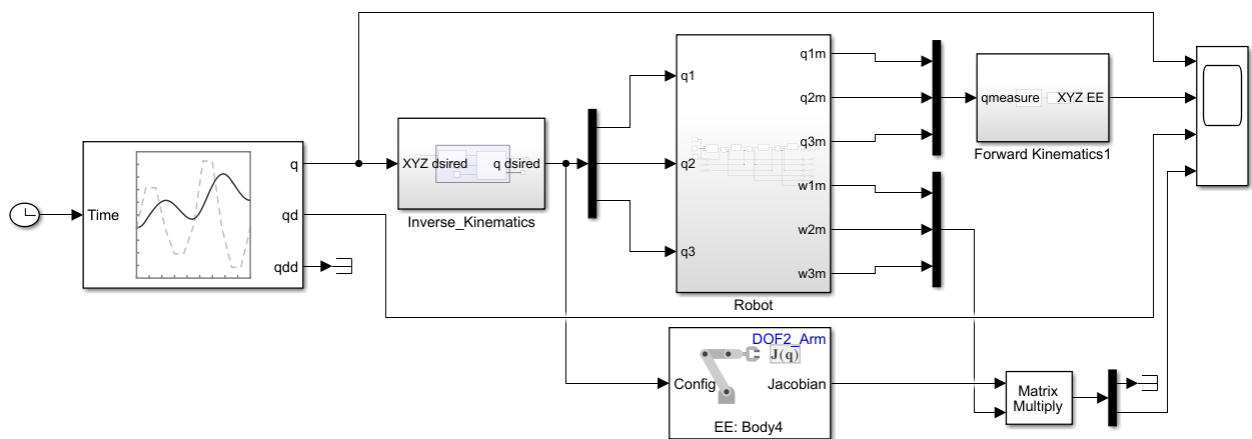 Time
q
qd
qdd
XYZ dsired
q dsired
Inverse_Kinematics
q1
q2
q3
q1m
q2m
q3m
w1m
w2m
w3m
Robot
qmeasure
XYZ EE
Forward Kinematics1
DOF2_Arm
J(q)
Config
Jacobian
EE: Body4
Matrix
Multiply